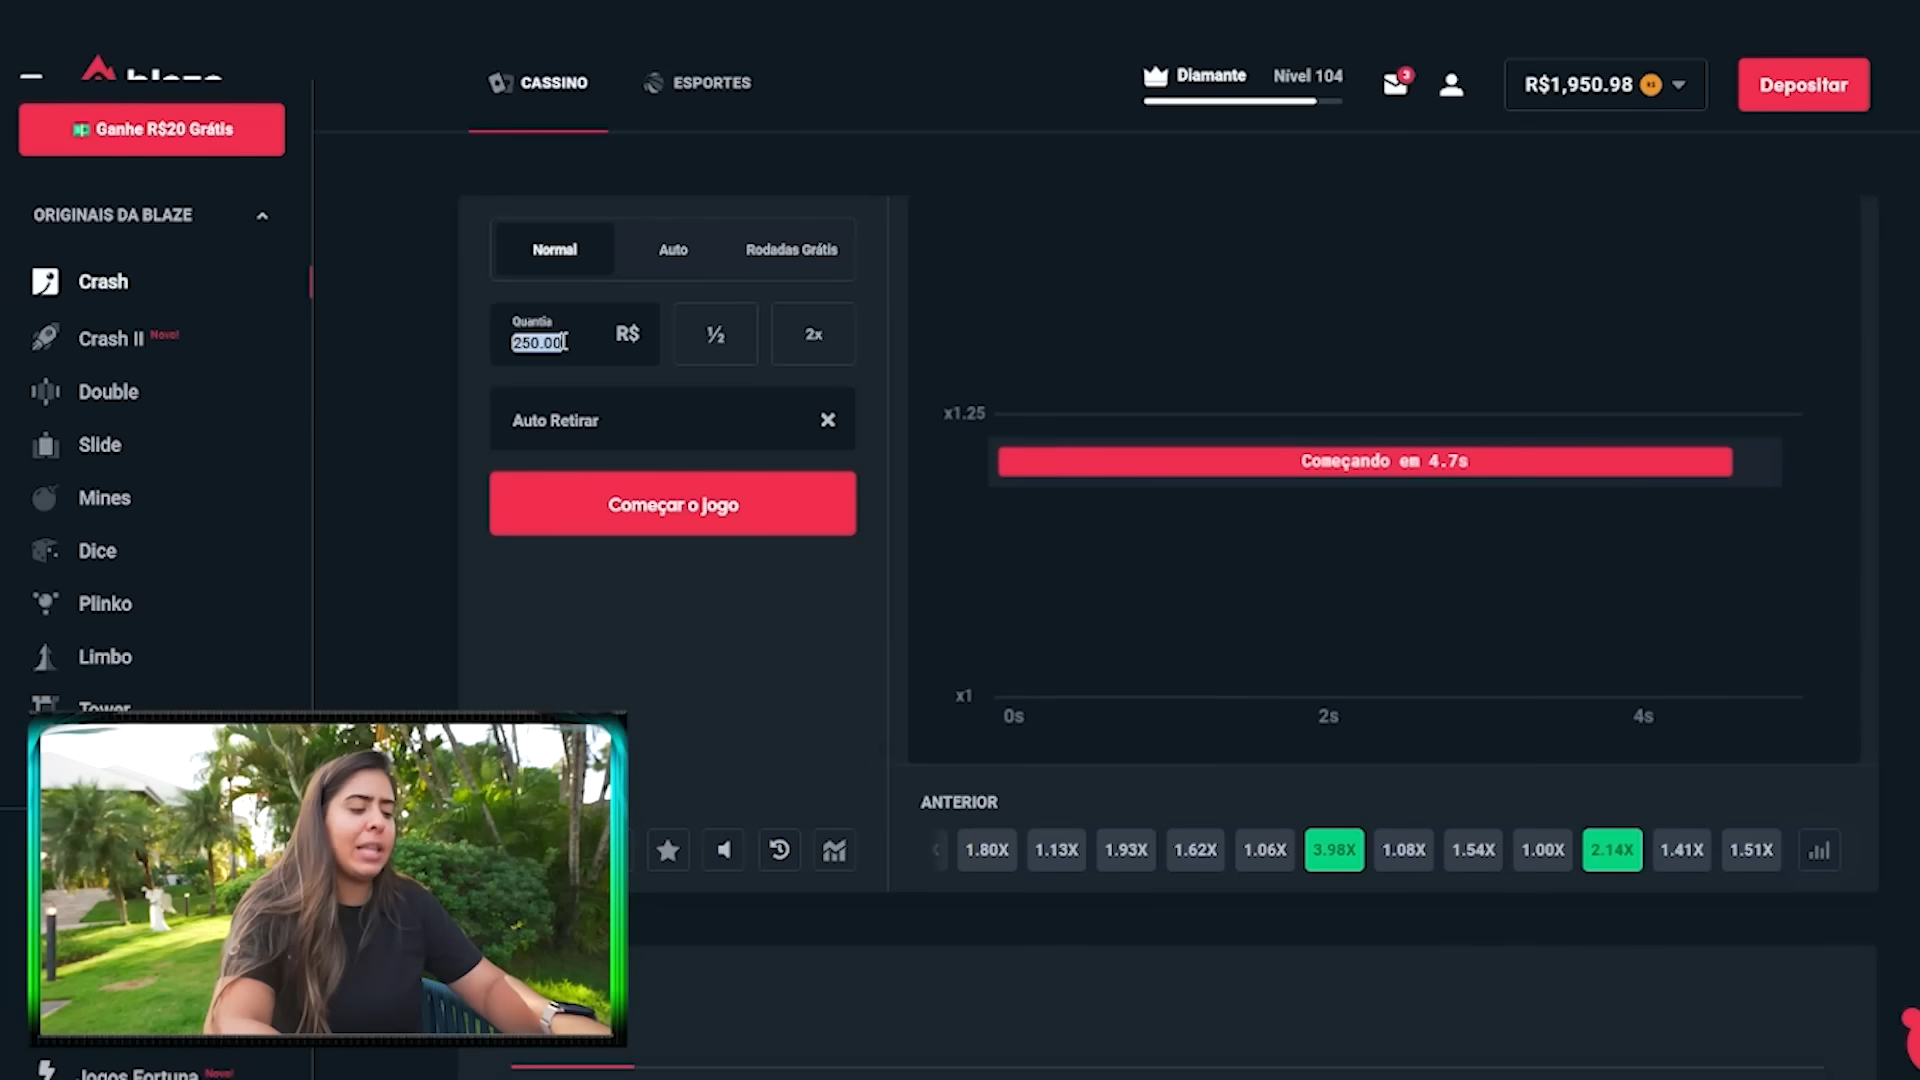 blaze
CASSINO
ESPORTES
Diamante
Nível 104
3
R$1,950.98
Depositar
Ganhe R$20 Grátis
ORIGINAIS DA BLAZE
Crash
Crash II Novo!
Double
Slide
Mines
Dice
Plinko
Limbo
Tower
Jogos Fortuna Novo!
Normal
Auto
Rodadas Grátis
Quantia
250.00
R$
½
2x
Auto Retirar
Começar o jogo
x1.25
Começando em 4.7s
x1
0s
2s
4s
ANTERIOR
1.80X
1.13X
1.93X
1.62X
1.06X
3.98X
1.08X
1.54X
1.00X
2.14X
1.41X
1.51X